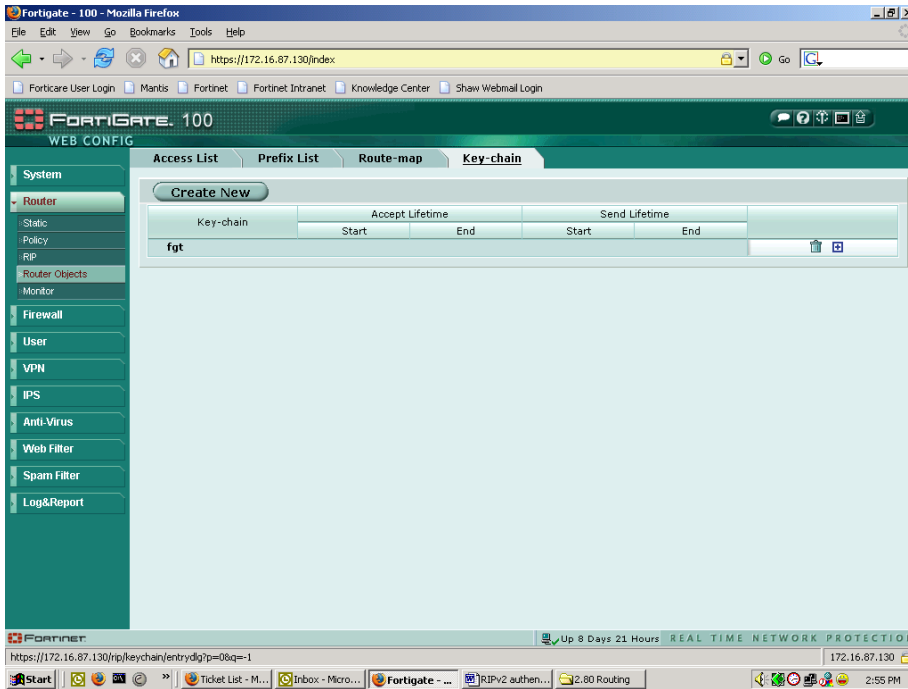 Fortigate - 100 - Mozilla Firefox
File Edit View Go Bookmarks Tools Help
https://172.16.87.130/index
Go
G
Forticare User Login Mantis Fortinet Fortinet Intranet Knowledge Center Shaw Webmail Login
FORTIGATE 100
WEB CONFIG
Access List Prefix List Route-map Key-chain
System
Router
Static
Policy
RIP
Router Objects
Monitor
Firewall
User
VPN
IPS
Anti-Virus
Web Filter
Spam Filter
Log&Report
Create New
Key-chain Accept Lifetime Send Lifetime
Start End Start End
fgt
FORTINET
Up 8 Days 21 Hours REAL TIME NETWORK PROTECTIO
https://172.16.87.130/rip/keychain/entrydlg?p=0&q=-1
172.16.87.130
Start » Ticket List - M... Inbox - Micro... Fortigate - ... RIPv2 authen... 2.80 Routing 2:55 PM